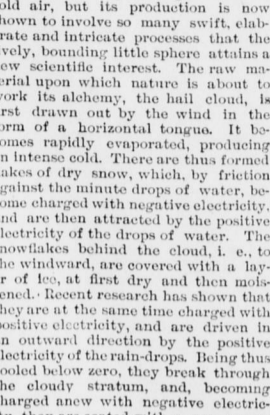 old air, but its production is now
hown to involve so many swift, elab-
rate and intricate processes that the
vely, bounding little sphere attains a
ew scientific interest. The raw ma-
erial upon which nature is about to
ork its alchemy, the hail cloud, is
rst drawn out by the wind in the
orm of a horizontal tongue. It be-
omes rapidly evaporated, producing
n intense cold. There are thus formed
lakes of dry snow, which, by friction
gainst the minute drops of water, be-
ome charged with negative electricity,
nd are then attracted by the positive
lectricity of the drops of water. The
nowflakes behind the cloud, i. e., to
he windward, are covered with a lay-
r of ice, at first dry and then mois-
ened. Recent research has shown that
hey are at the same time charged with
ositive electricity, and are driven in
n outward direction by the positive
lectricity of the rain-drops. Being thus
ooled below zero, they break through
he cloudy stratum, and, becoming
harged anew with negative electric-